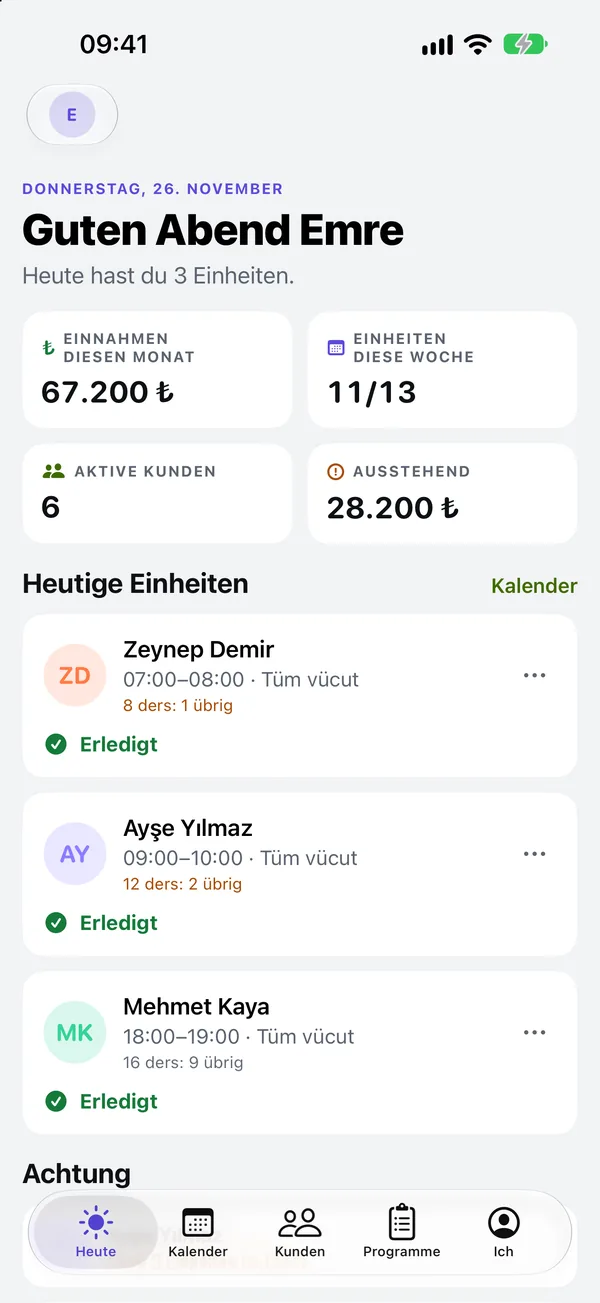 09:41
E
DONNERSTAG, 26. NOVEMBER
Guten Abend Emre
Heute hast du 3 Einheiten.
₺ EINNAHMEN
DIESEN MONAT
67.200 ₺
EINHEITEN
DIESE WOCHE
11/13
AKTIVE KUNDEN
6
AUSSTEHEND
28.200 ₺
Heutige Einheiten
Kalender
ZD
Zeynep Demir
07:00–08:00 · Tüm vücut
8 ders: 1 übrig
Erledigt
AY
Ayşe Yılmaz
09:00–10:00 · Tüm vücut
12 ders: 2 übrig
Erledigt
MK
Mehmet Kaya
18:00–19:00 · Tüm vücut
16 ders: 9 übrig
Erledigt
Achtung
Heute
Kalender
Kunden
Programme
Ich